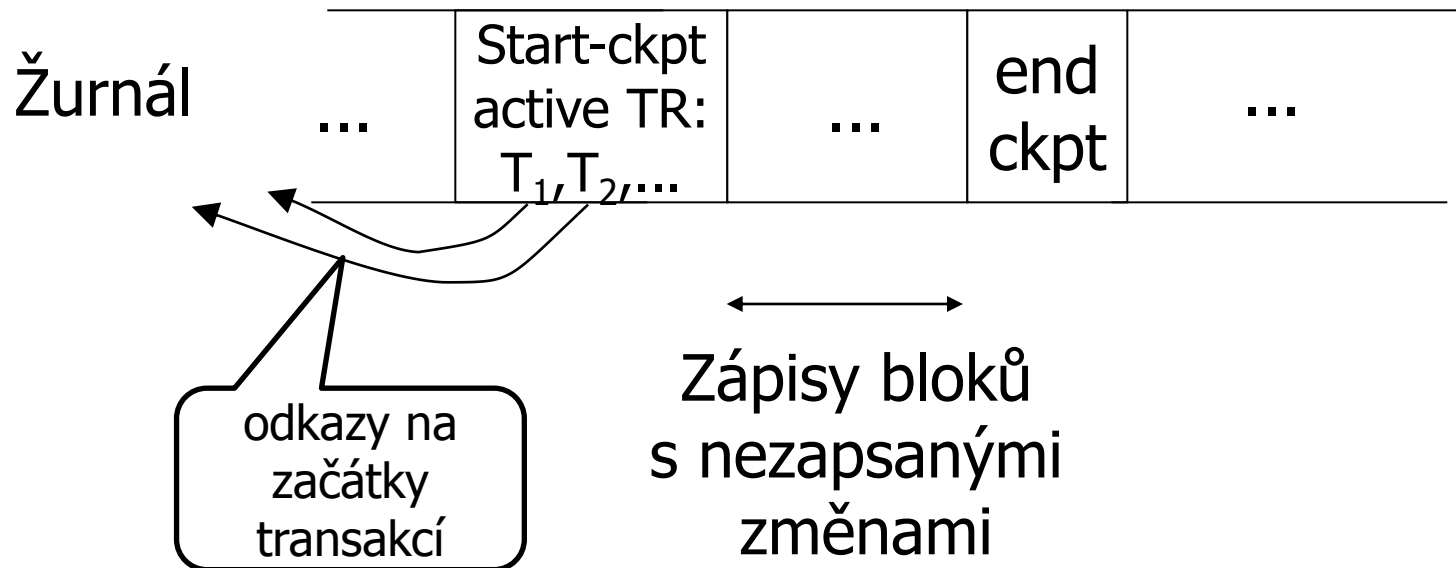 Žurnál
...
Start-ckpt
active TR:
T₁,T₂,...
...
end
ckpt
...
odkazy na
začátky
transakcí
Zápisy bloků
s nezapsanými
změnami